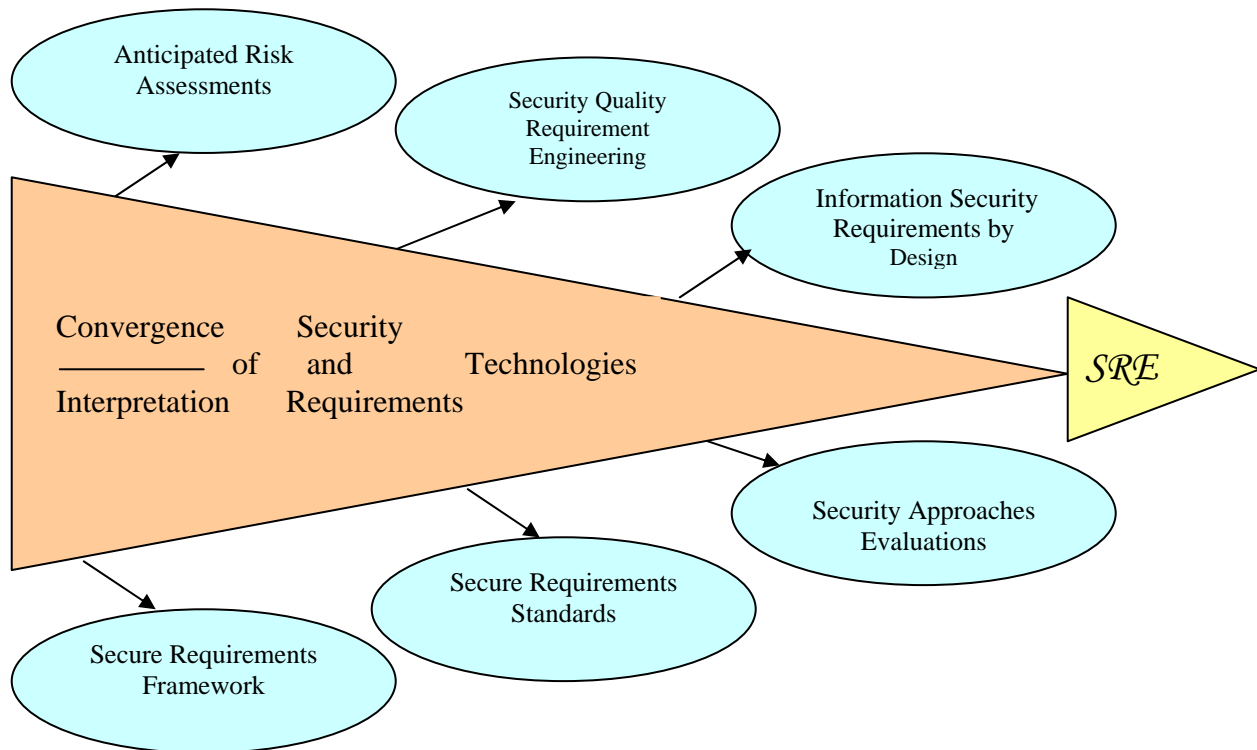 Anticipated Risk
Assessments
Security Quality
Requirement
Engineering
Information Security
Requirements by
Design
Convergence Security
of and Technologies
Interpretation Requirements
SRE
Security Approaches
Evaluations
Secure Requirements
Standards
Secure Requirements
Framework